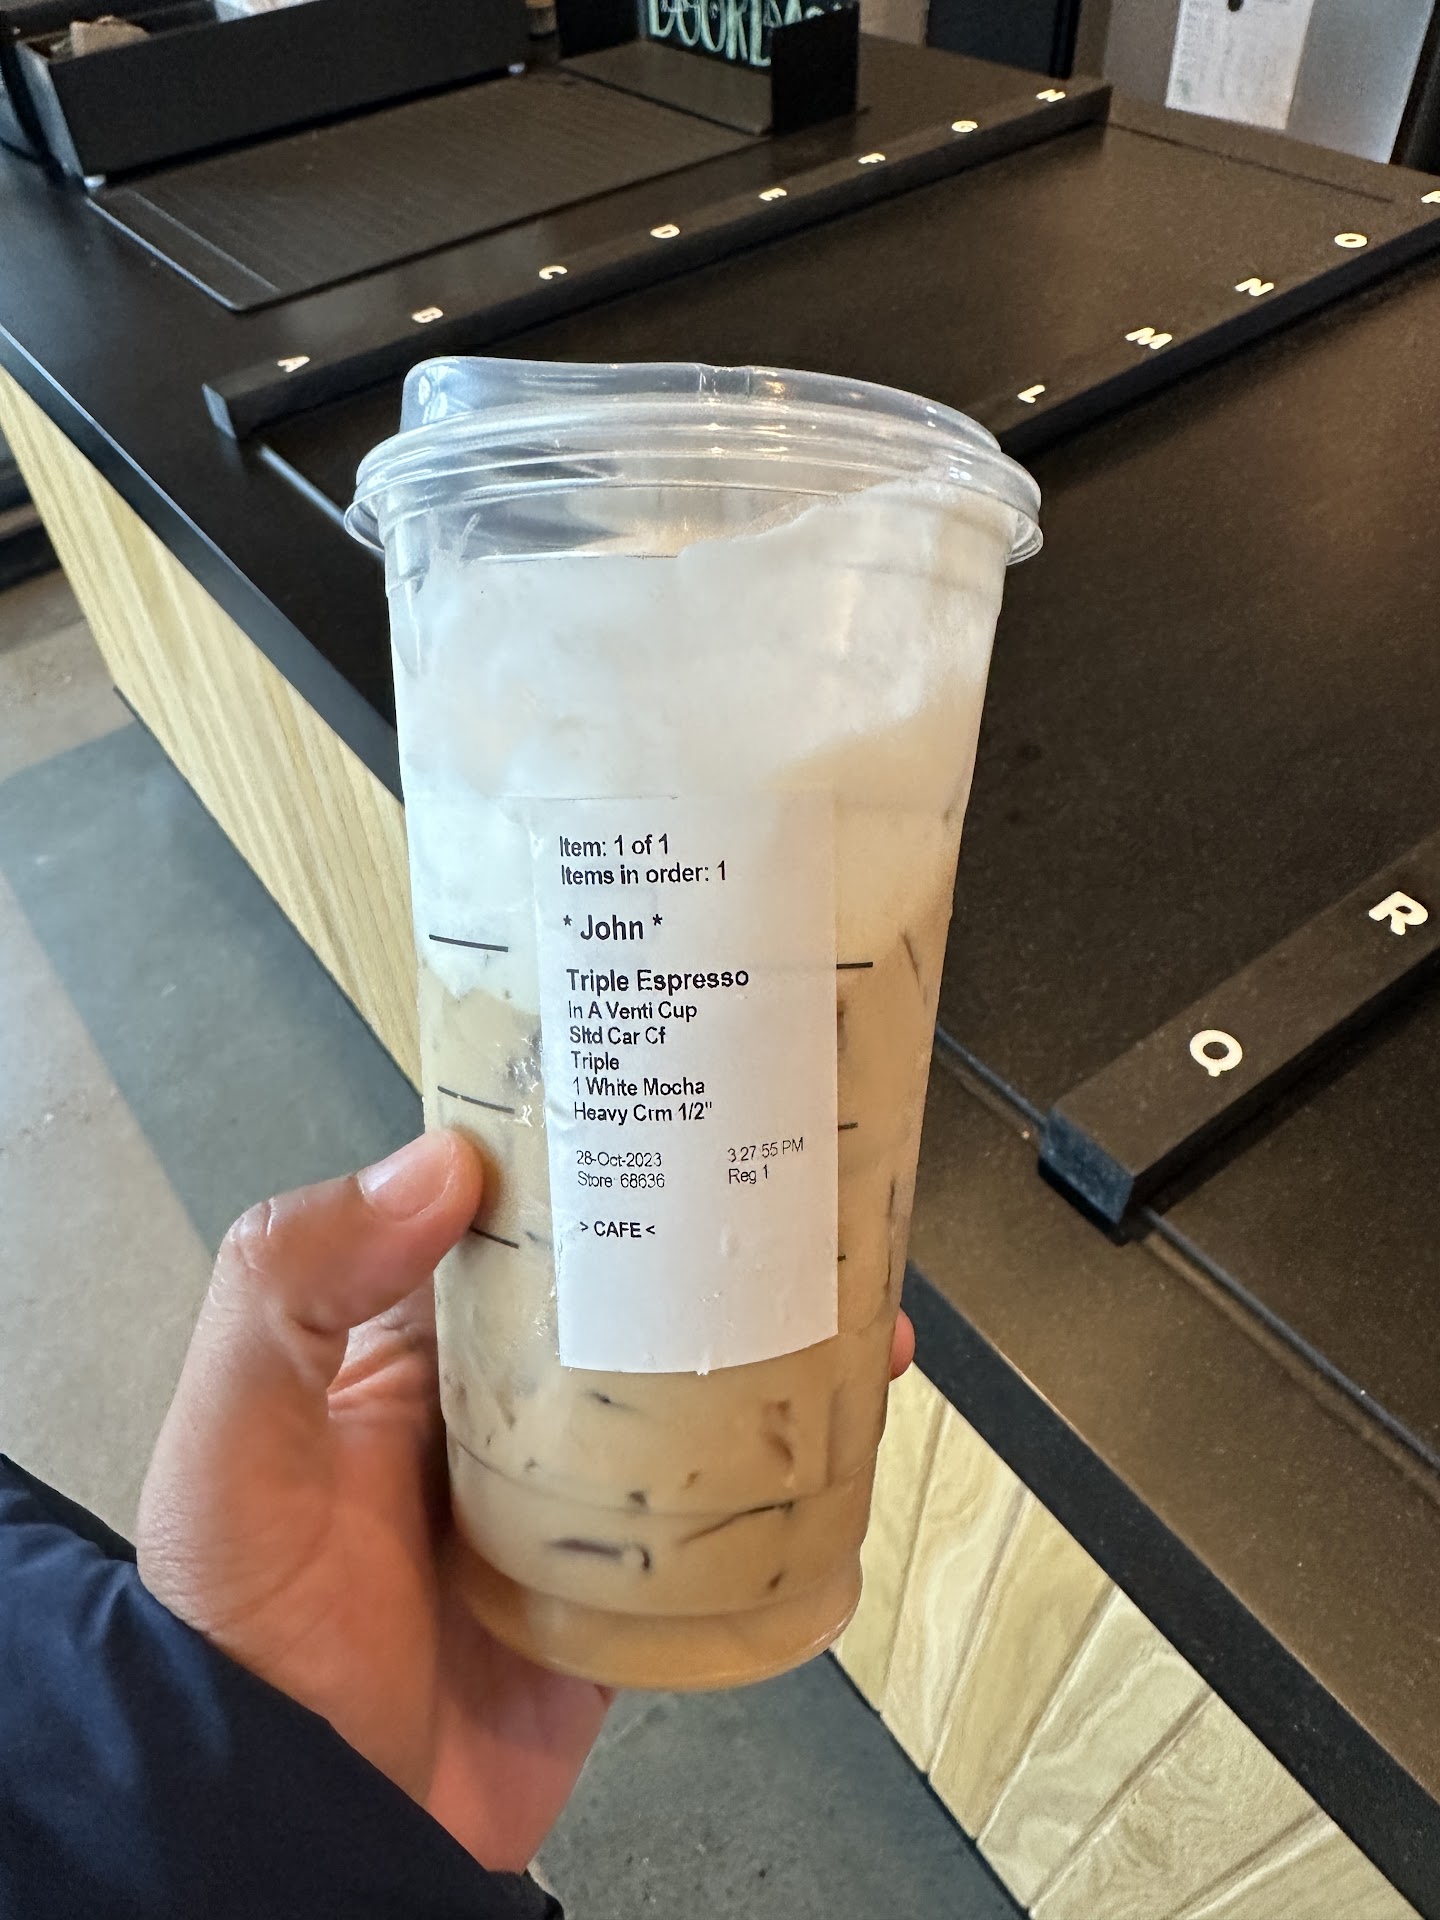 H
G
F
E
D
C
B
A
P
O
N
M
L
R
Q
Item: 1 of 1
Items in order: 1
* John *
Triple Espresso
In A Venti Cup
Sltd Car Cf
Triple
1 White Mocha
Heavy Crm 1/2"
28-Oct-2023 3:27:55 PM
Store: 68636 Reg 1
> CAFE <